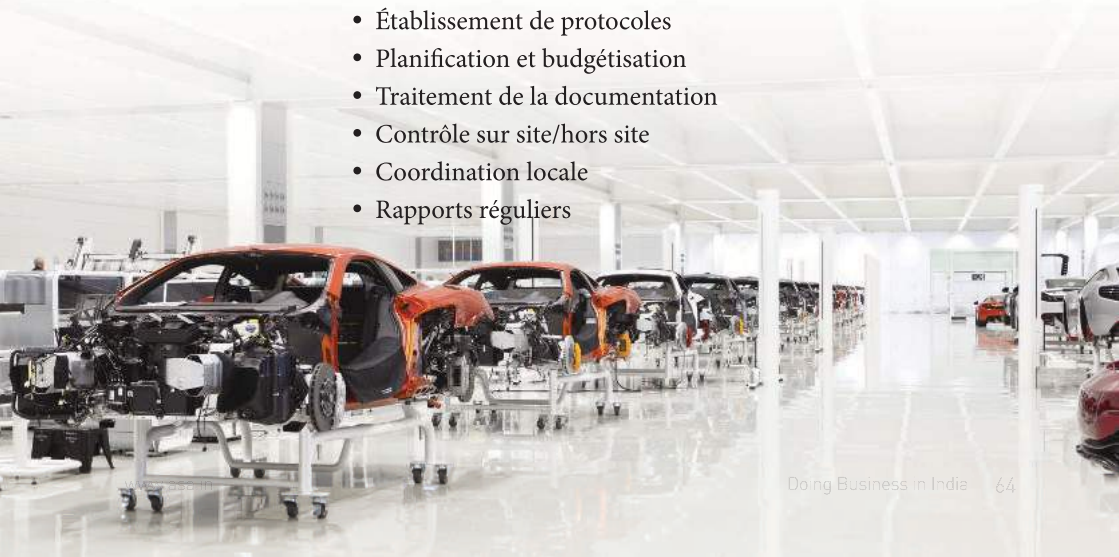 • Établissement de protocoles
• Planification et budgétisation
• Traitement de la documentation
• Contrôle sur site/hors site
• Coordination locale
• Rapports réguliers
Doing Business in India 64